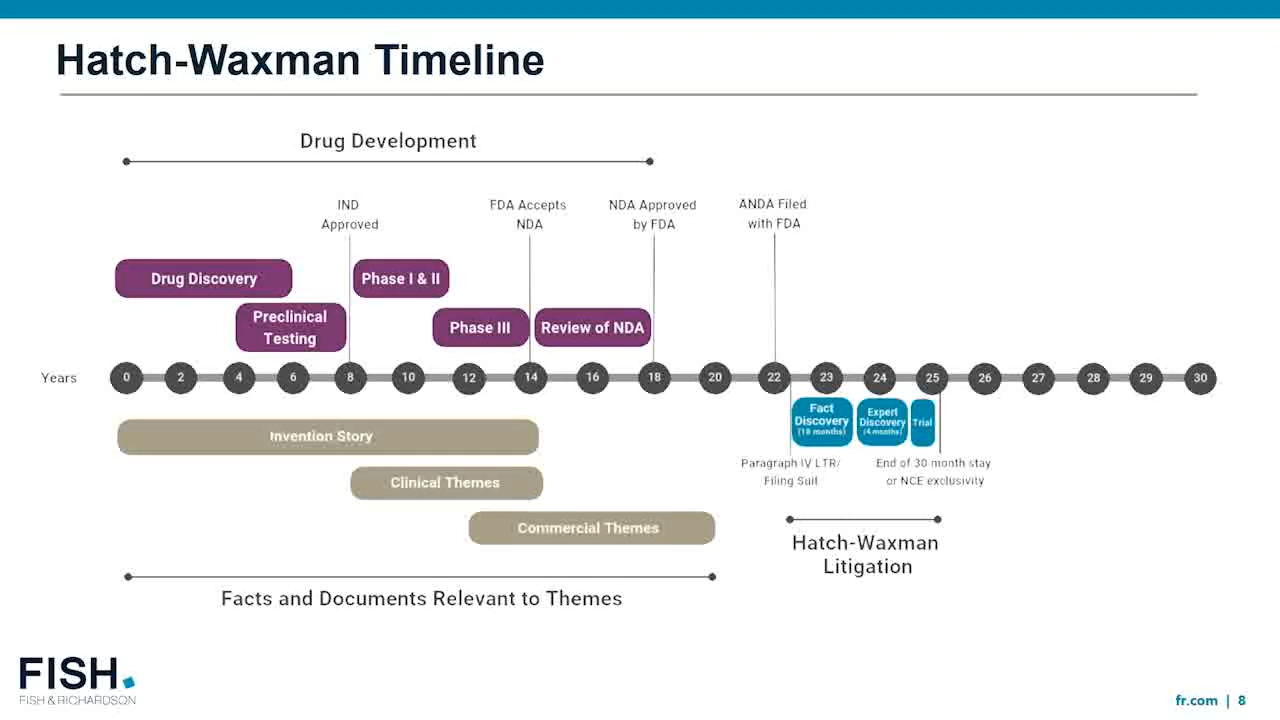 Hatch-Waxman Timeline
Drug Development
IND
Approved
FDA Accepts
NDA
NDA Approved
by FDA
ANDA Filed
with FDA
Drug Discovery
Phase I & II
Preclinical
Testing
Phase III
Review of NDA
Years
0 2 4 6 8 10 12 14 16 18 20 22 23 24 25 26 27 28 29 30
Fact
Discovery
(18 months)
Expert
Discovery
(4 months)
Trial
Invention Story
Paragraph IV LTR/
Filing Suit
End of 30 month stay
or NCE exclusivity
Clinical Themes
Commercial Themes
Hatch-Waxman
Litigation
Facts and Documents Relevant to Themes
FISH.
FISH & RICHARDSON
fr.com | 8